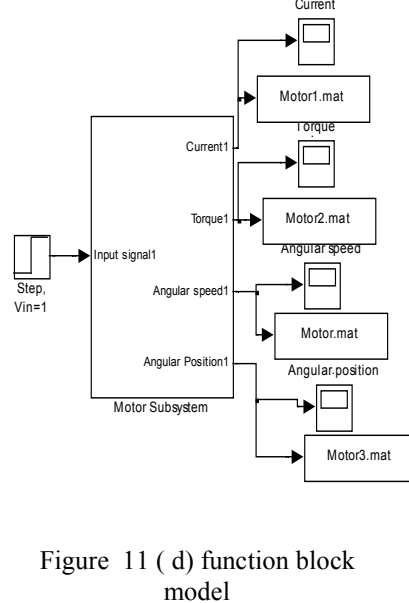 Current
Motor1.mat
Current1
Torque
Torque1
Motor2.mat
Angular speed
Input signal1
Step,
Vin=1
Angular speed1
Motor.mat
Angular Position1
Angular.position
Motor Subsystem
Motor3.mat
Figure 11 ( d) function block
model